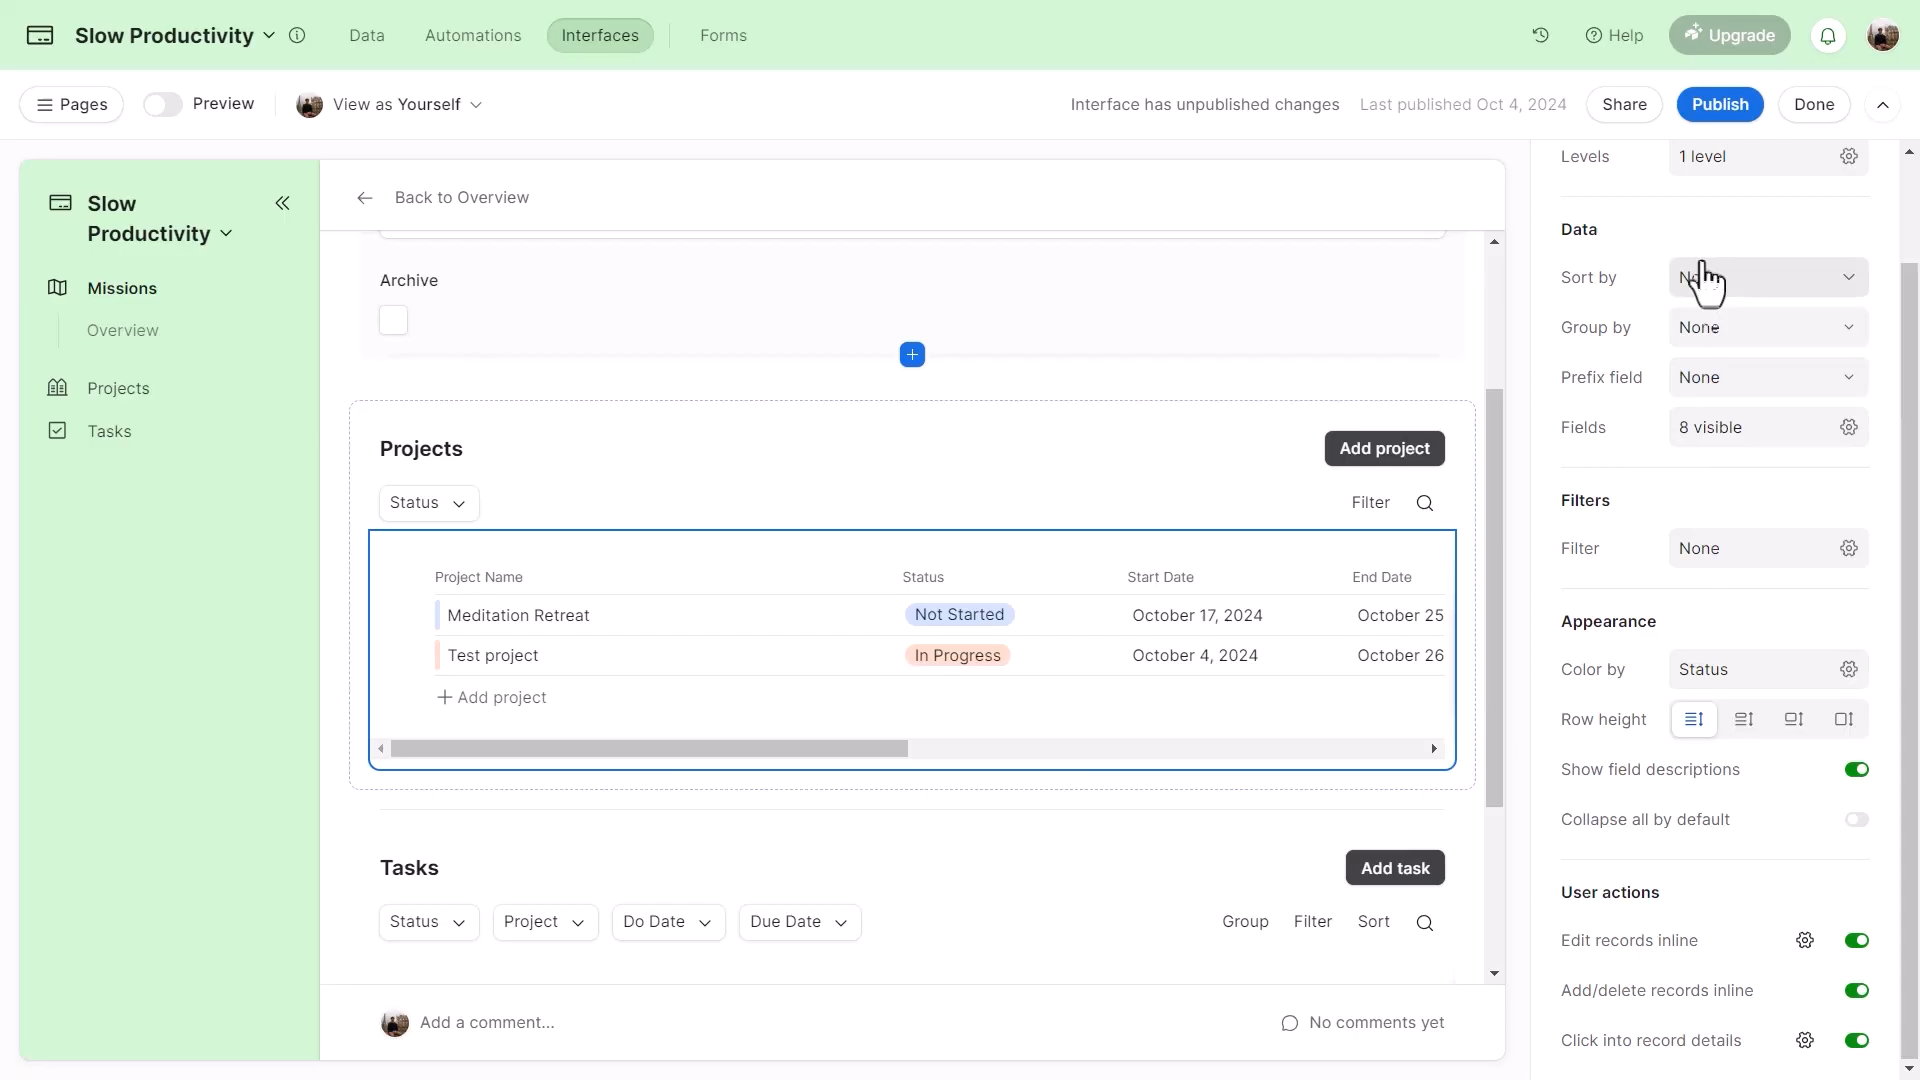 Slow Productivity
Data
Automations
Interfaces
Forms
Help
Upgrade
Pages
Preview
View as Yourself
Interface has unpublished changes
Last published Oct 4, 2024
Share
Publish
Done
Slow
Productivity
Missions
Overview
Projects
Tasks
Back to Overview
Archive
Projects
Add project
Status
Filter
Project Name
Status
Start Date
End Date
Meditation Retreat
Not Started
October 17, 2024
October 25
Test project
In Progress
October 4, 2024
October 26
Add project
Tasks
Add task
Status
Project
Do Date
Due Date
Group
Filter
Sort
Add a comment...
No comments yet
Levels
1 level
Data
Sort by
Group by
None
Prefix field
None
Fields
8 visible
Filters
Filter
None
Appearance
Color by
Status
Row height
Show field descriptions
Collapse all by default
User actions
Edit records inline
Add/delete records inline
Click into record details